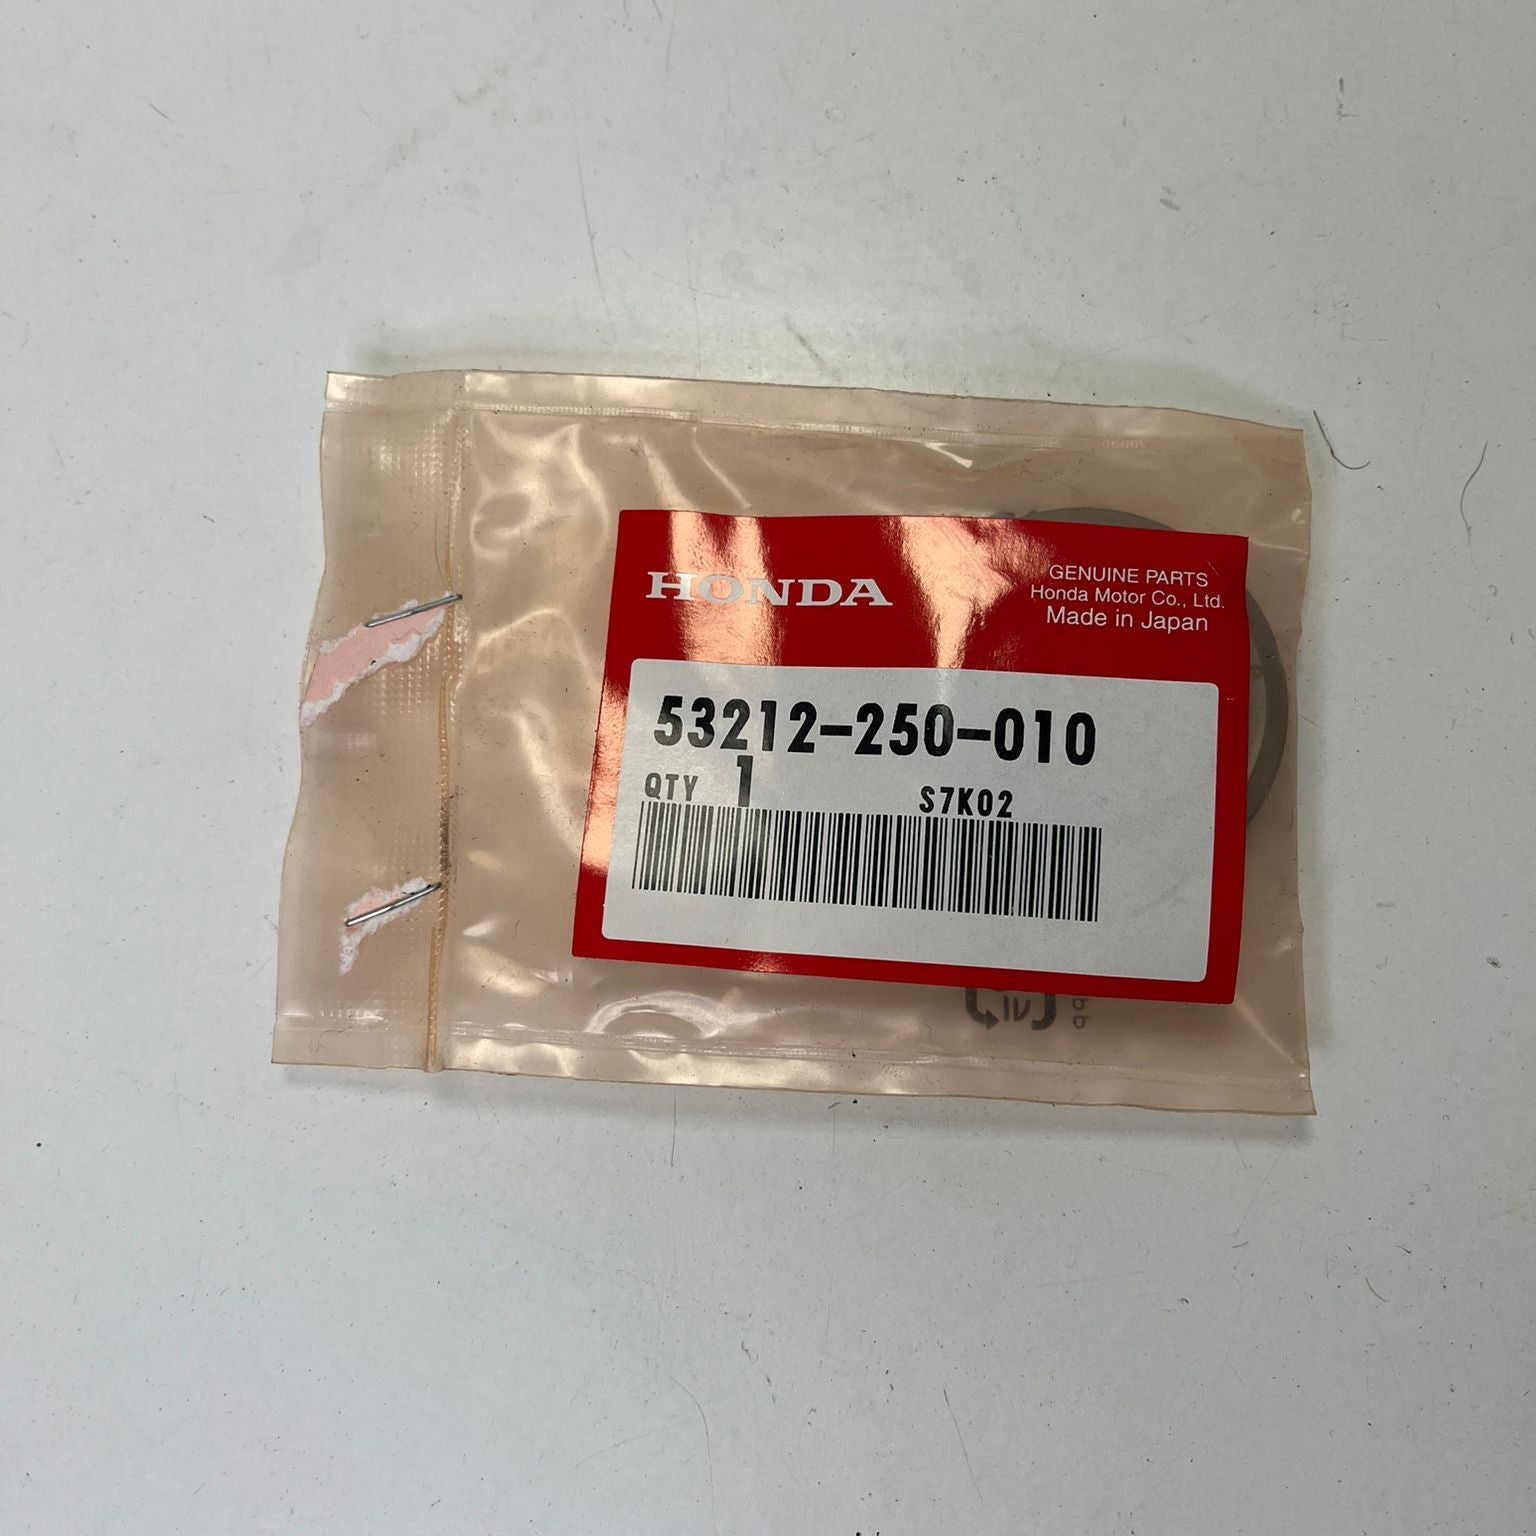 HONDA
GENUINE PARTS
Honda Motor Co., Ltd.
Made in Japan
53212-250-010
QTY 1 S7K02